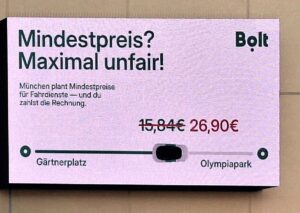 Mindestpreis?
Maximal unfair!
Bolt
München plant Mindestpreise
für Fahrdienste — und du
zahlst die Rechnung.
15,84€ 26,90€
Gärtnerplatz
Olympiapark